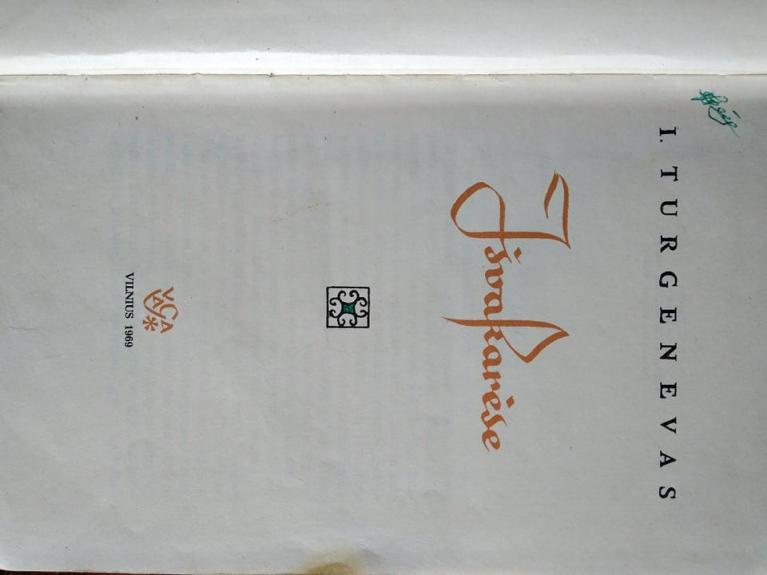 I. TURGENEVAS
Išvakarėse
VAGA
VILNIUS 1969